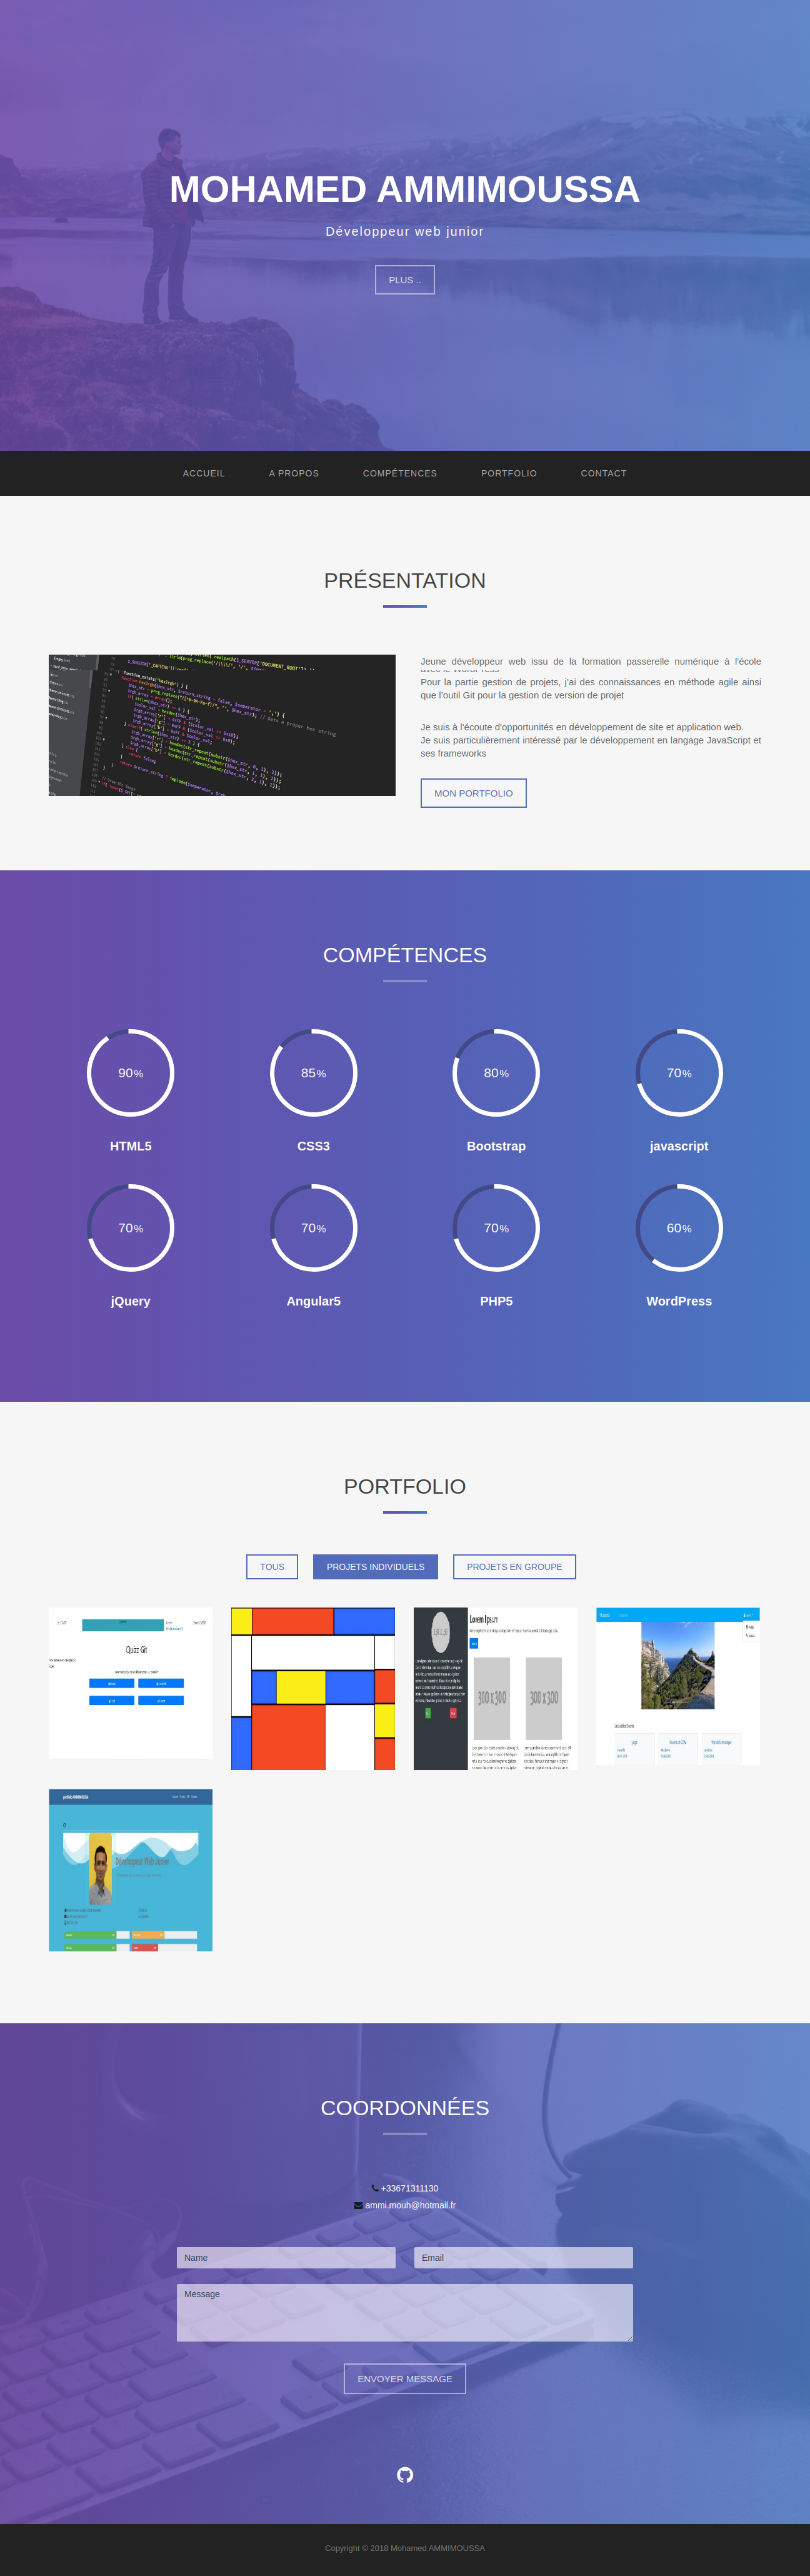 MOHAMED AMMIMOUSSA
Développeur web junior
PLUS ..
ACCUEIL A PROPOS COMPÉTENCES PORTFOLIO CONTACT
PRÉSENTATION
Jeune développeur web issu de la formation passerelle numérique à l'école
Pour la partie gestion de projets, j'ai des connaissances en méthode agile ainsi
que l'outil Git pour la gestion de version de projet
Je suis à l'écoute d'opportunités en développement de site et application web.
Je suis particulièrement intéressé par le développement en langage JavaScript et
ses frameworks
MON PORTFOLIO
COMPÉTENCES
90% 85% 80% 70%
HTML5 CSS3 Bootstrap javascript
70% 70% 70% 60%
jQuery Angular5 PHP5 WordPress
PORTFOLIO
TOUS PROJETS INDIVIDUELS PROJETS EN GROUPE
Quizz Git
Lorem Ipsum
300 x 300 300 x 300
Développeur Web Junior
COORDONNÉES
+33671311130
ammi.mouh@hotmail.fr
Name Email
Message
ENVOYER MESSAGE
Copyright © 2018 Mohamed AMMIMOUSSA